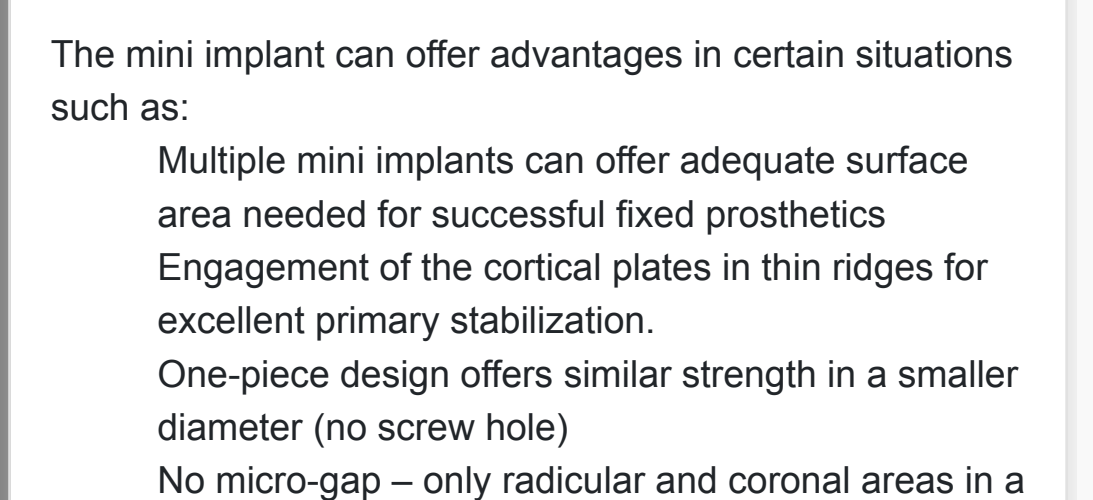 The mini implant can offer advantages in certain situations
such as:
Multiple mini implants can offer adequate surface
area needed for successful fixed prosthetics
Engagement of the cortical plates in thin ridges for
excellent primary stabilization.
One-piece design offers similar strength in a smaller
diameter (no screw hole)
No micro-gap – only radicular and coronal areas in a